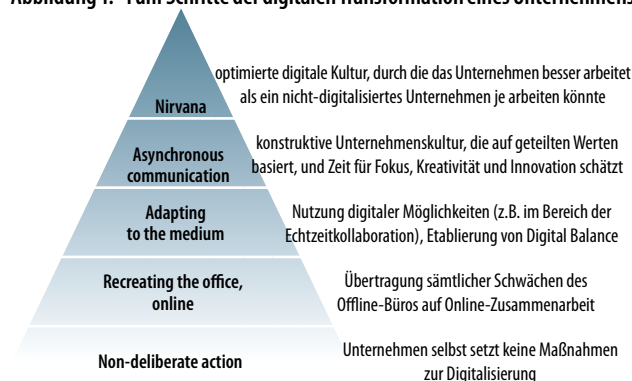 Abbildung 1: Fünf Schritte der digitalen Transformation eines Unternehmens
optimierte digitale Kultur, durch die das Unternehmen besser arbeitet
als ein nicht-digitalisiertes Unternehmen je arbeiten könnte
Nirvana
konstruktive Unternehmenskultur, die auf geteilten Werten
basiert, und Zeit für Fokus, Kreativität und Innovation schätzt
Asynchronous
communication
Nutzung digitaler Möglichkeiten (z.B. im Bereich der
Echtzeitkollaboration), Etablierung von Digital Balance
Adapting
to the medium
Übertragung sämtlicher Schwächen des
Offline-Büros auf Online-Zusammenarbeit
Recreating the office,
online
Unternehmen selbst setzt keine Maßnahmen
zur Digitalisierung
Non-deliberate action